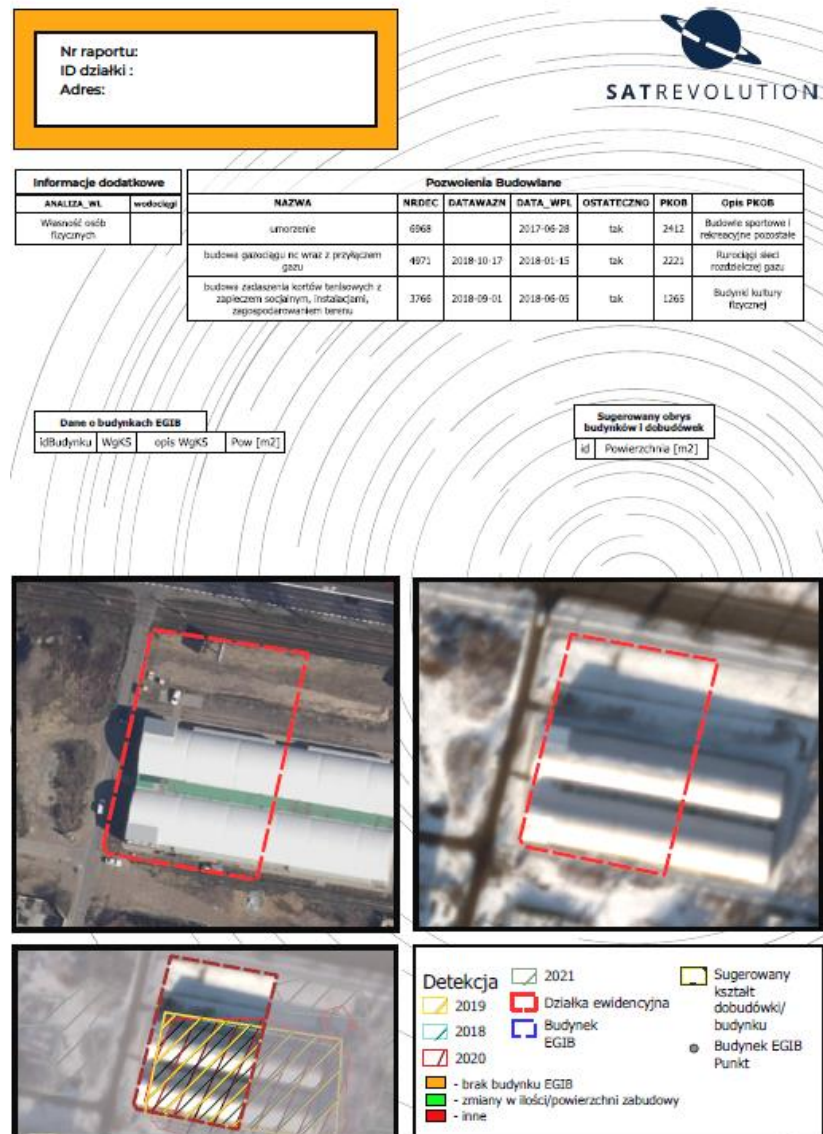 Nr raportu:
ID działki :
Adres:
SATREVOLUTION
Informacje dodatkowe
ANALIZA_WŁ wodociągi
Własność osób
fizycznych
Pozwolenia Budowlane
NAZWA NRDEC DATAWAZN DATA_WPŁ OSTATECZNO PKOB Opis PKOB
umorzenie 6968 2017-06-28 tak 2412 Budowle sportowe i
rekreacyjne pozostałe
budowa gazociągu nc wraz z przyłączem
gazu 4971 2018-10-17 2018-01-15 tak 2221 Rurociągi sieci
rozdzielczej gazu
budowa zadaszenia kortów tenisowych z
zapleczem socjalnym, instalacjami,
zagospodarowaniem terenu 3766 2018-09-01 2018-06-05 tak 1265 Budynki kultury
fizycznej
Dane o budynkach EGIB
idBudynku WgKS opis WgKS Pow [m2]
Sugerowany obrys
budynków i dobudówek
id Powierzchnia [m2]
Detekcja
2019
2018
2020
2021
Działka ewidencyjna
Budynek
EGIB
Sugerowany
kształt
dobudówki/
budynku
Budynek EGIB
Punkt
- brak budynku EGIB
- zmiany w ilości/powierzchni zabudowy
- inne